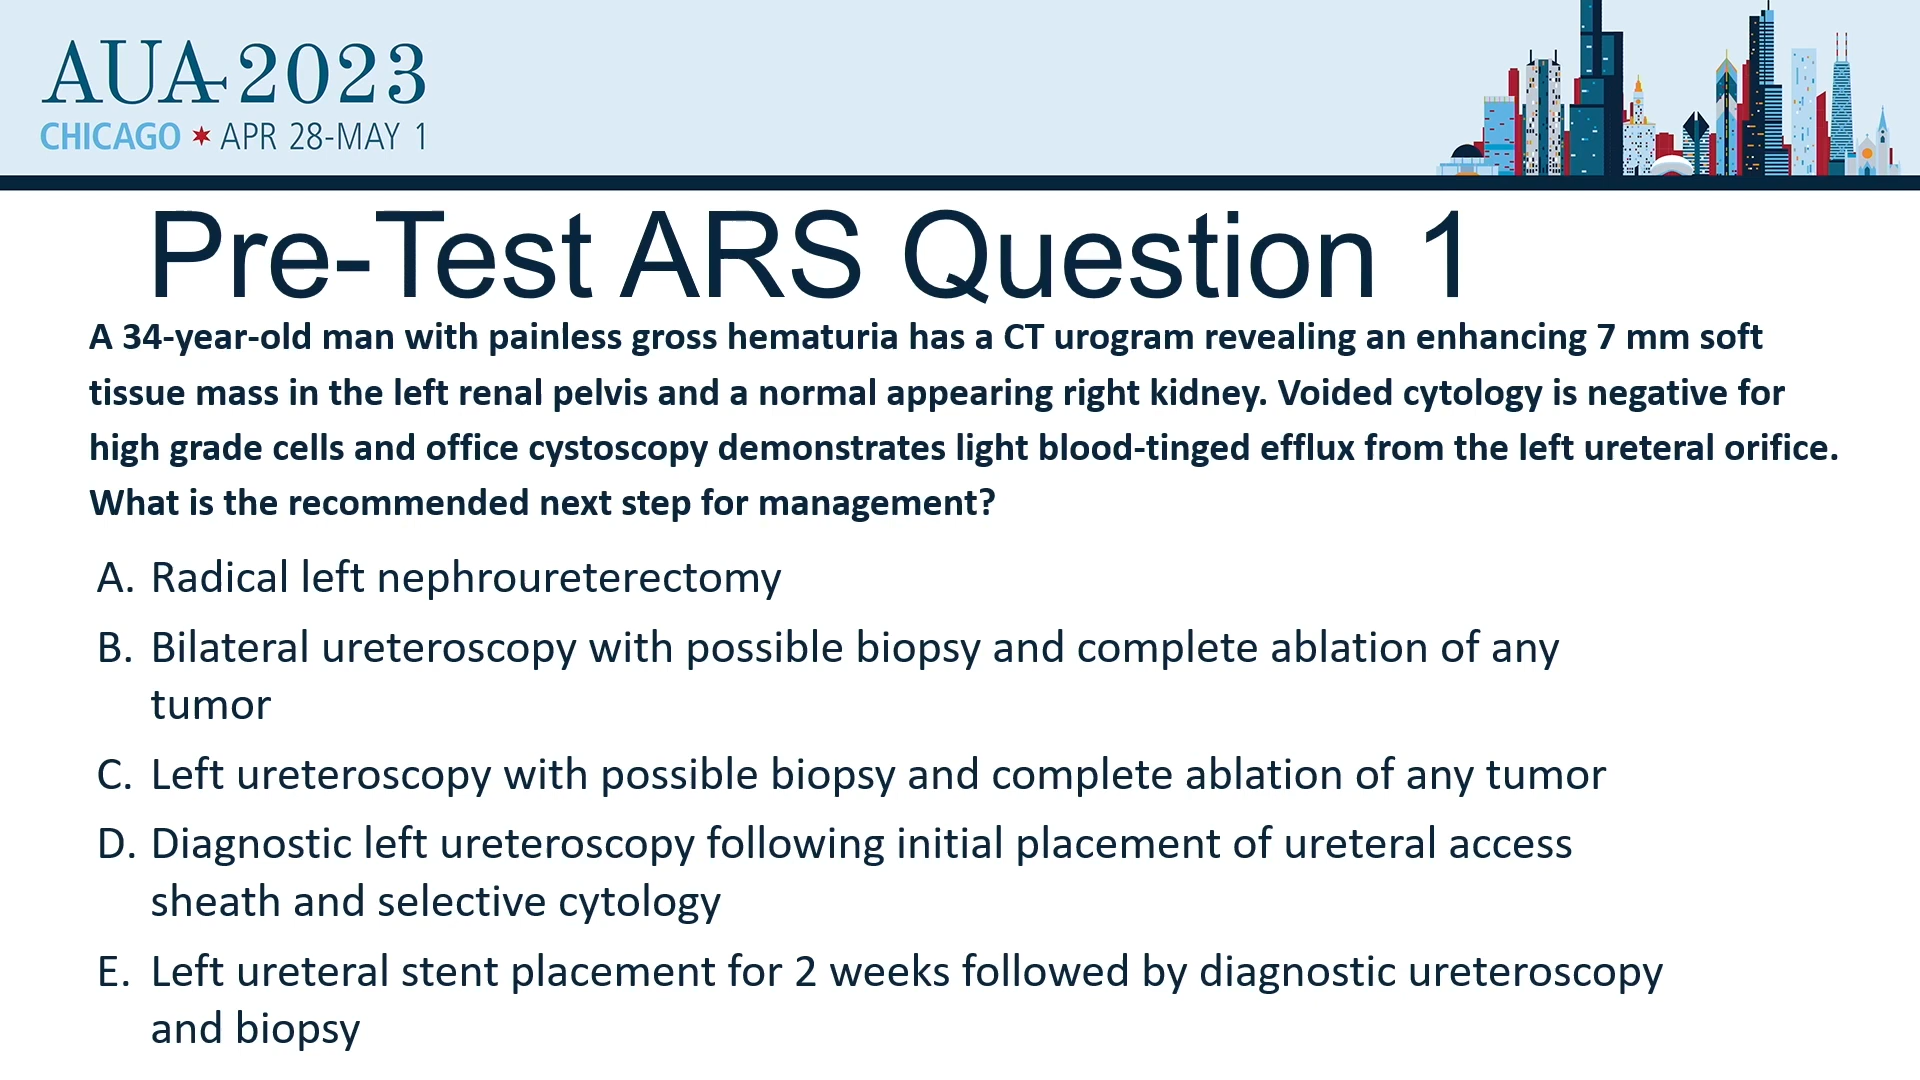 AUA 2023
CHICAGO ★ APR 28-MAY 1
Pre-Test ARS Question 1
A 34-year-old man with painless gross hematuria has a CT urogram revealing an enhancing 7 mm soft
tissue mass in the left renal pelvis and a normal appearing right kidney. Voided cytology is negative for
high grade cells and office cystoscopy demonstrates light blood-tinged efflux from the left ureteral orifice.
What is the recommended next step for management?
A. Radical left nephroureterectomy
B. Bilateral ureteroscopy with possible biopsy and complete ablation of any
tumor
C. Left ureteroscopy with possible biopsy and complete ablation of any tumor
D. Diagnostic left ureteroscopy following initial placement of ureteral access
sheath and selective cytology
E. Left ureteral stent placement for 2 weeks followed by diagnostic ureteroscopy
and biopsy